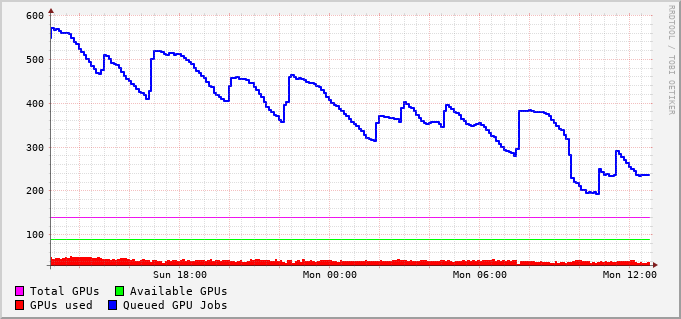 600
500
400
300
200
100
Sun 18:00 Mon 00:00 Mon 06:00 Mon 12:00
Total GPUs Available GPUs
GPUs used Queued GPU Jobs
RRDTOOL / TOBI OETIKER